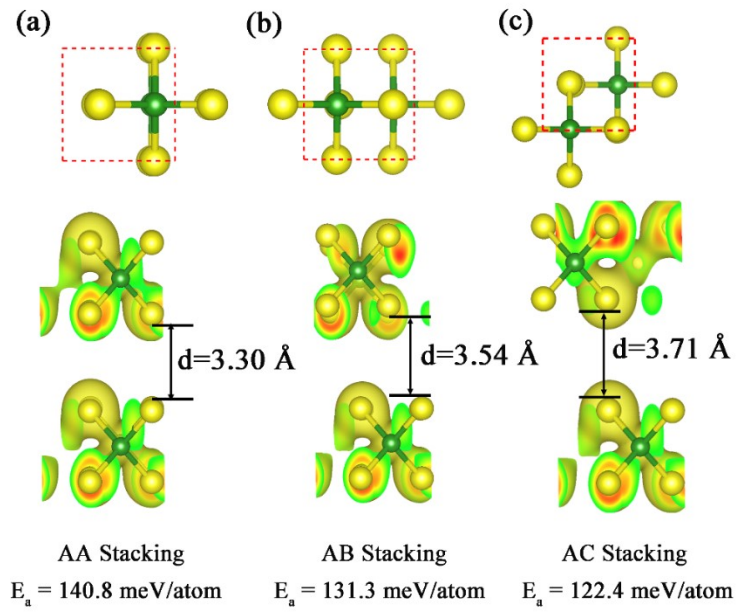 (a)
(b)
(c)
d=3.30 Å
d=3.54 Å
d=3.71 Å
AA Stacking
AB Stacking
AC Stacking
Ea = 140.8 meV/atom
Ea = 131.3 meV/atom
Ea = 122.4 meV/atom